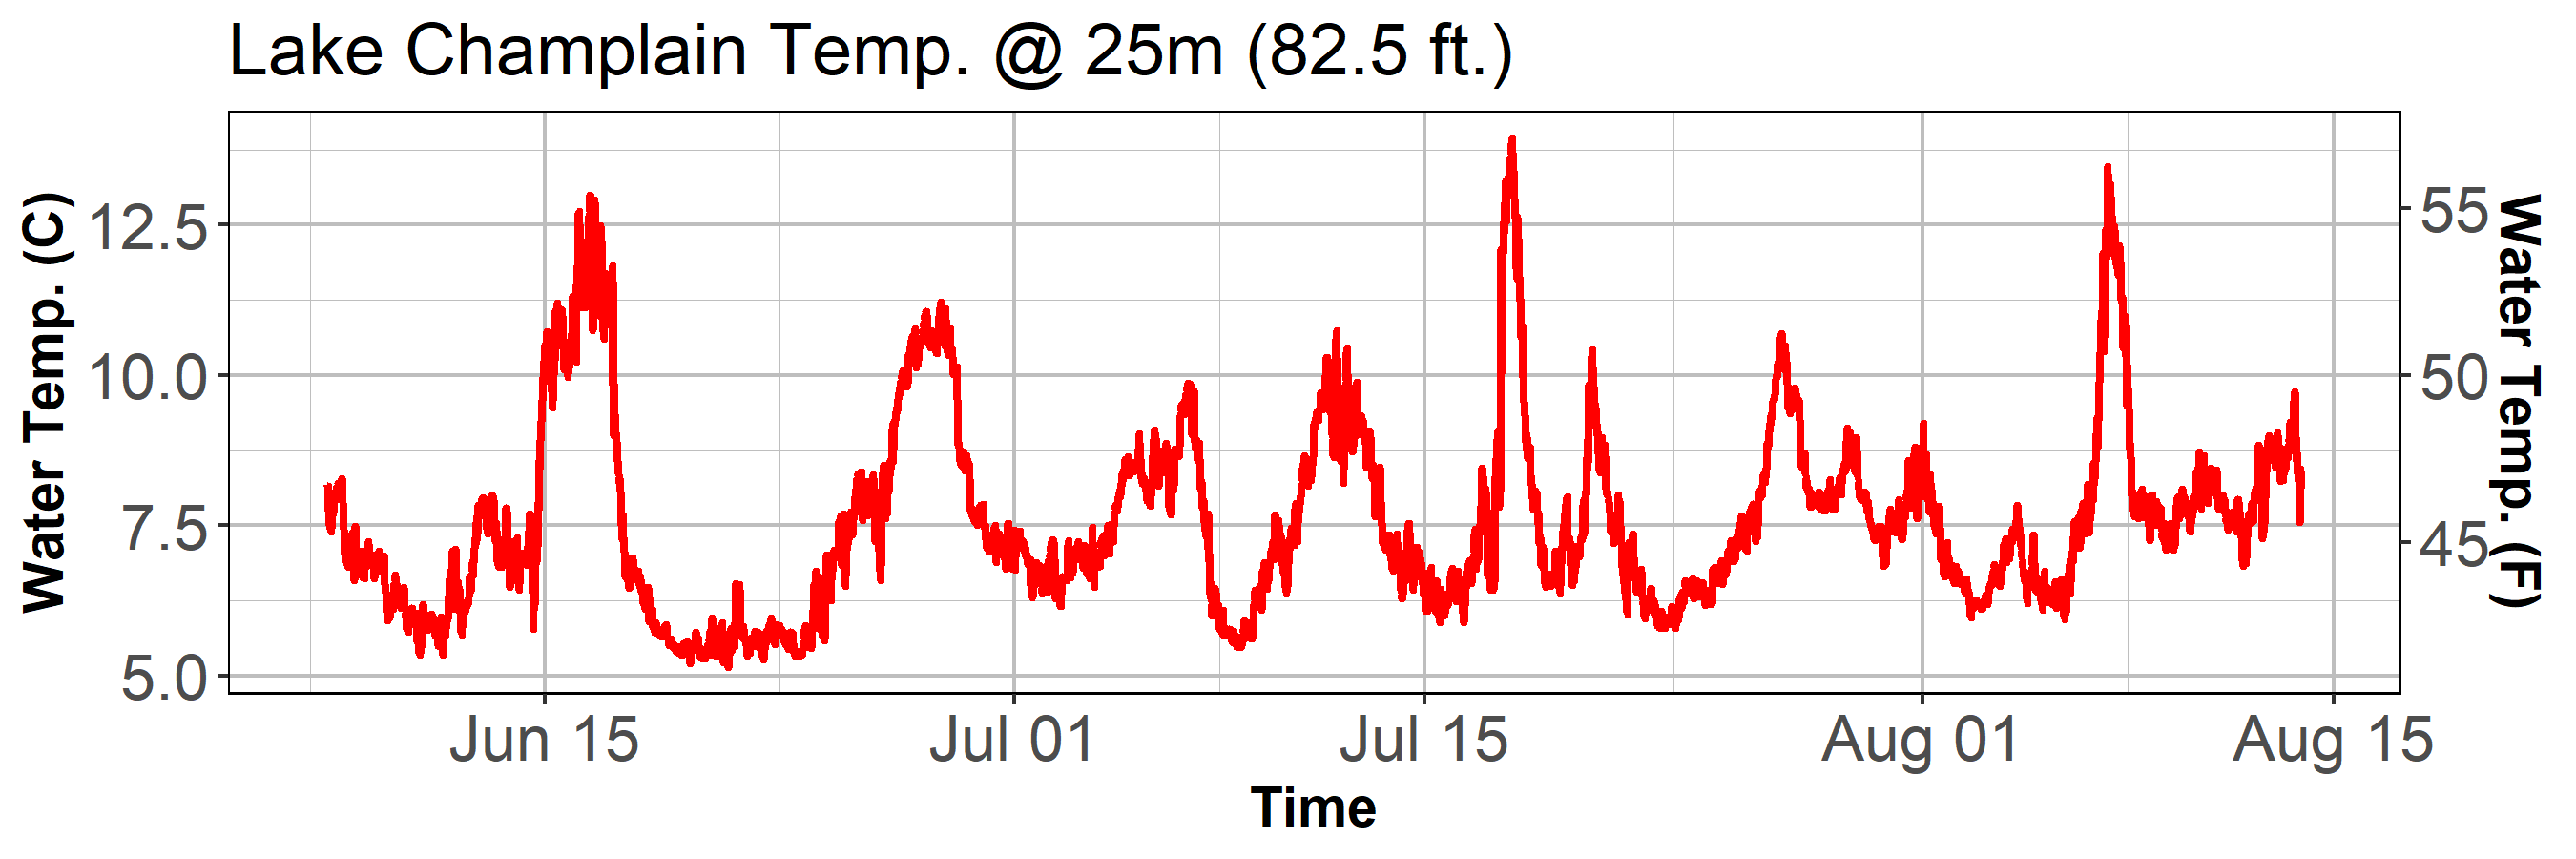 Lake Champlain Temp. @ 25m (82.5 ft.)
Water Temp. (C)
12.5
10.0
7.5
5.0
55
50
45
Water Temp. (F)
Jun 15
Jul 01
Jul 15
Aug 01
Aug 15
Time